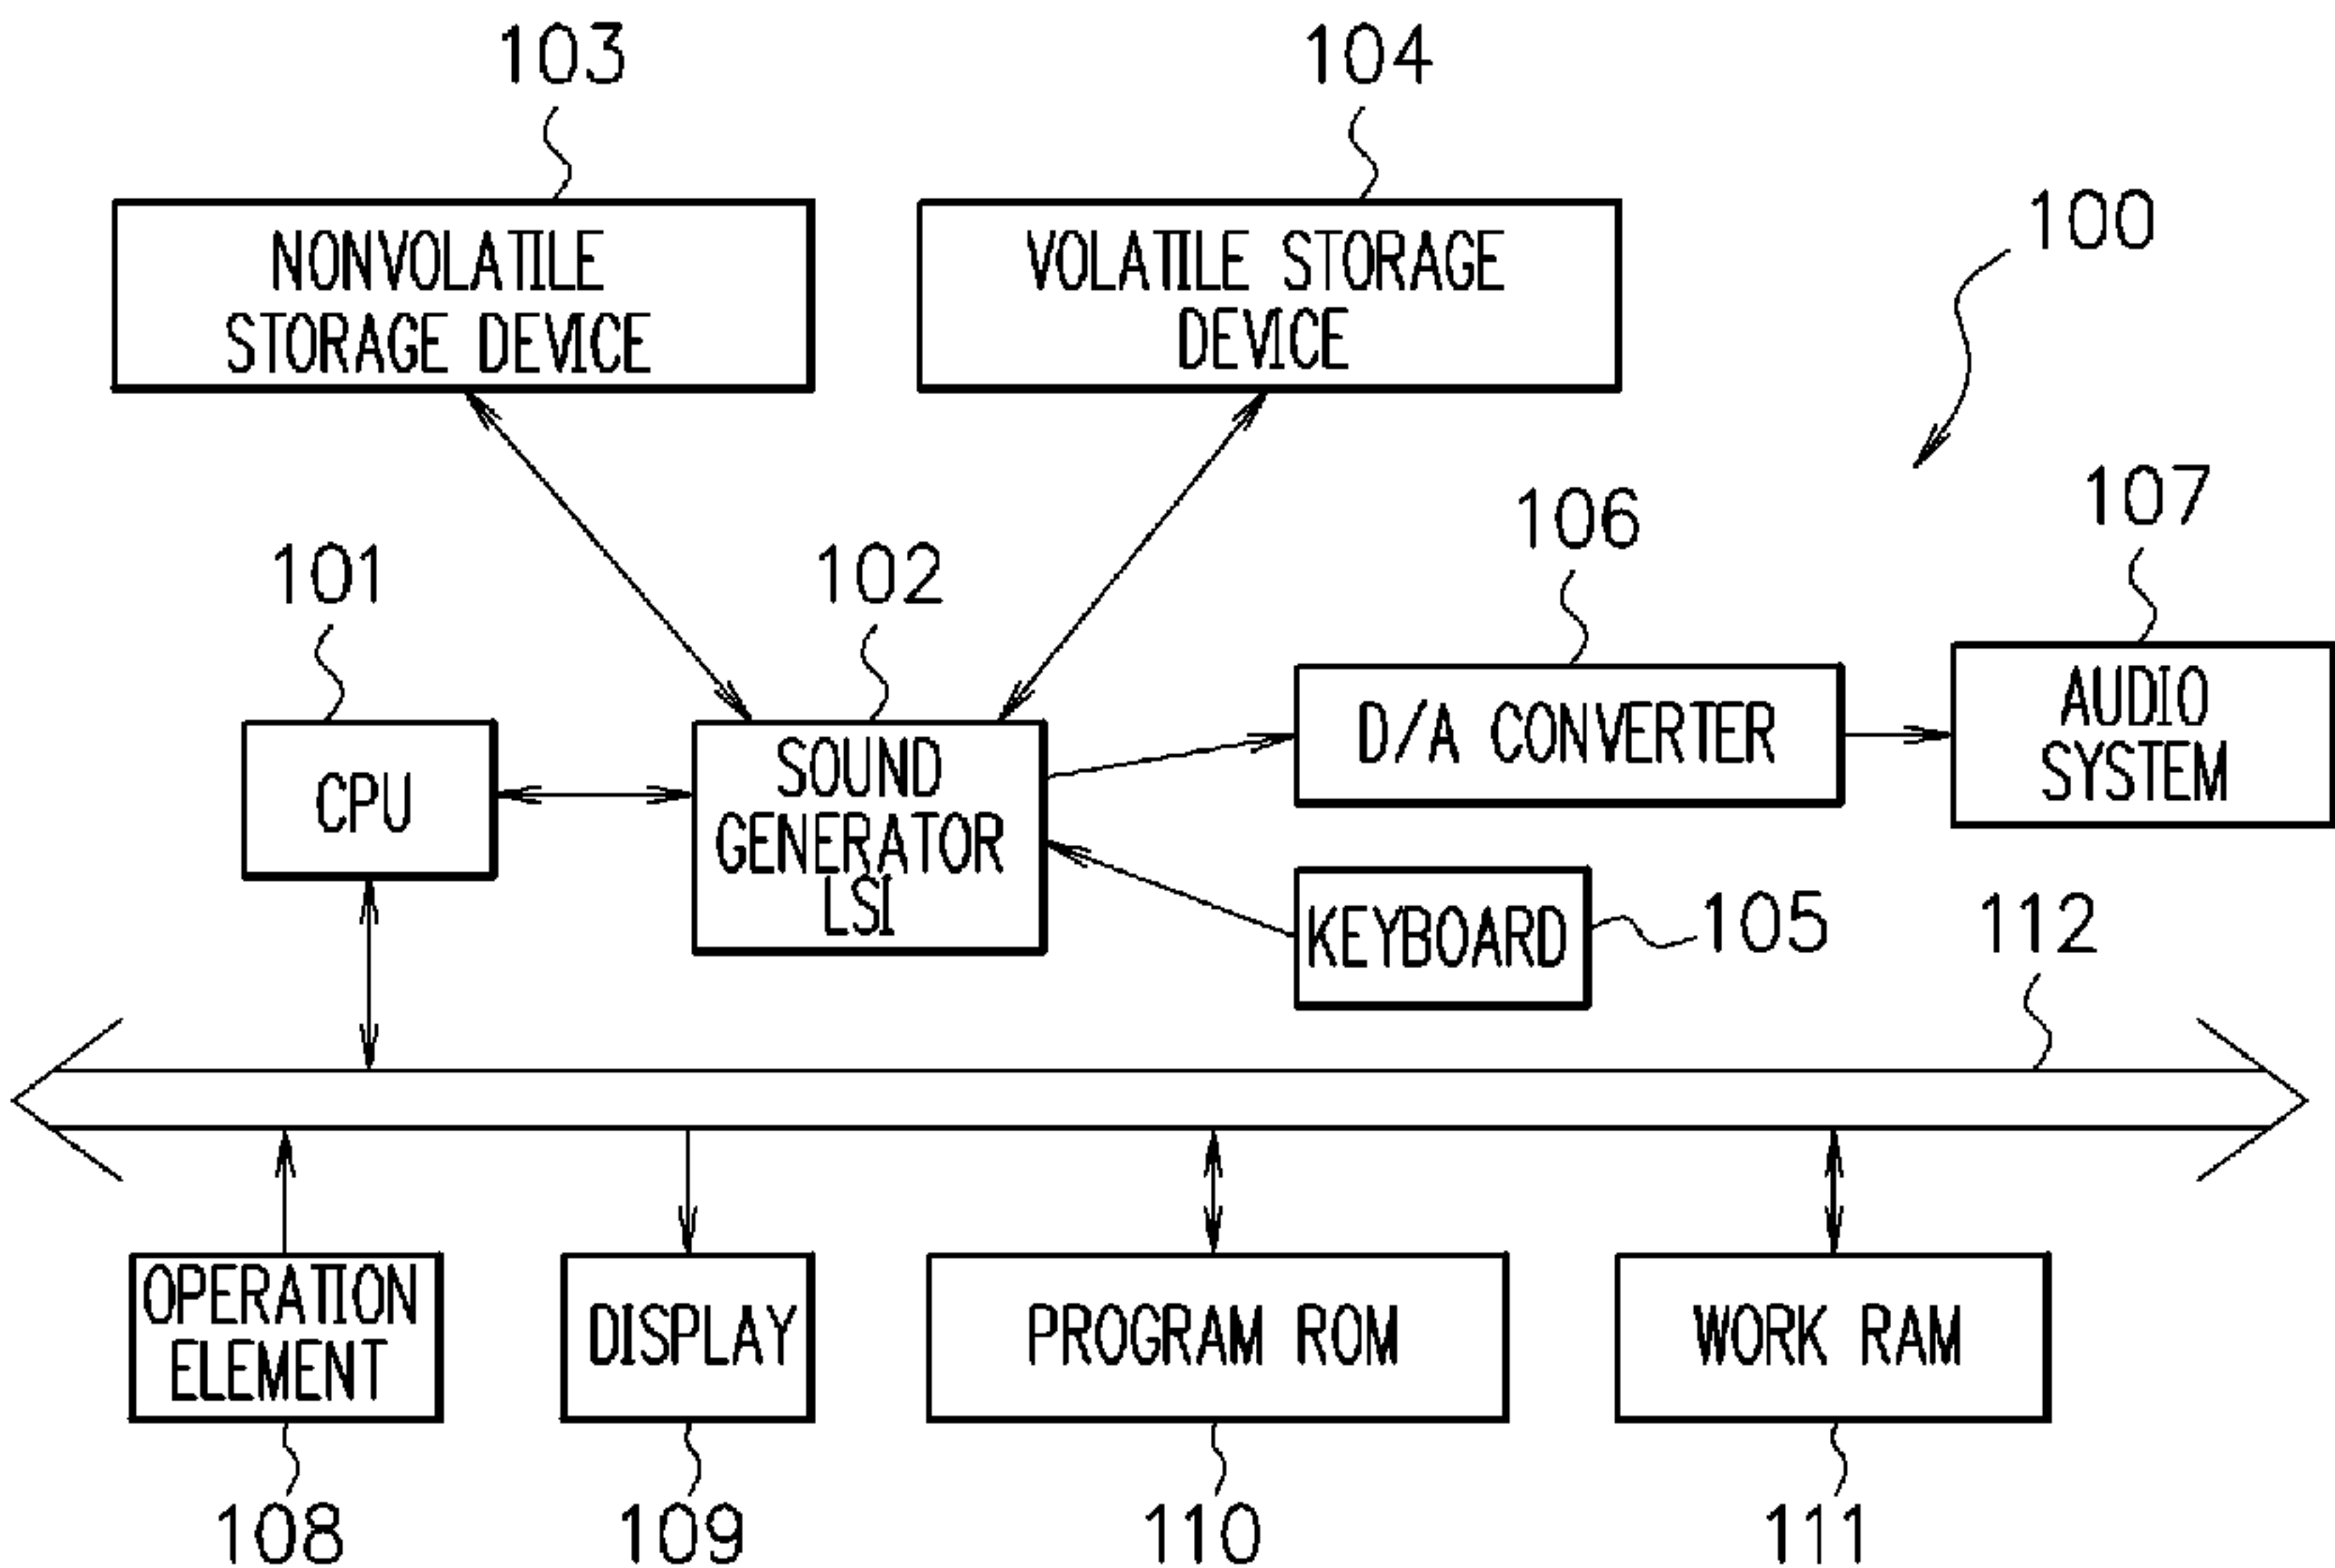 103
104
NONVOLATILE
STORAGE DEVICE
VOLATILE STORAGE
DEVICE
100
107
106
101
102
AUDIO
SYSTEM
D/A CONVERTER
CPU
SOUND
GENERATOR
LSI
KEYBOARD
105
112
OPERATION
ELEMENT
DISPLAY
PROGRAM ROM
WORK RAM
108
109
110
111